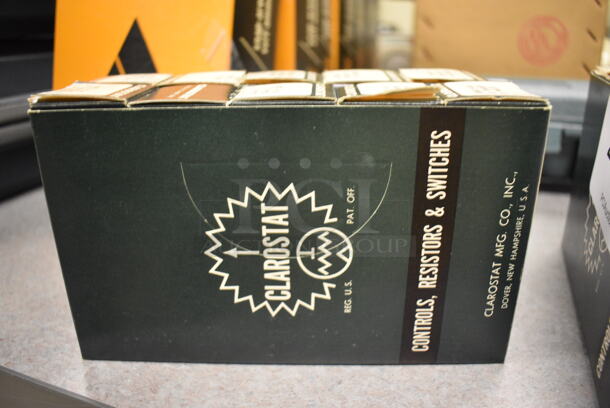 CLAROSTAT
REG. U.S. PAT. OFF.
CONTROLS, RESISTORS & SWITCHES
CLAROSTAT MFG. CO., INC.,
DOVER, NEW HAMPSHIRE, U.S.A.